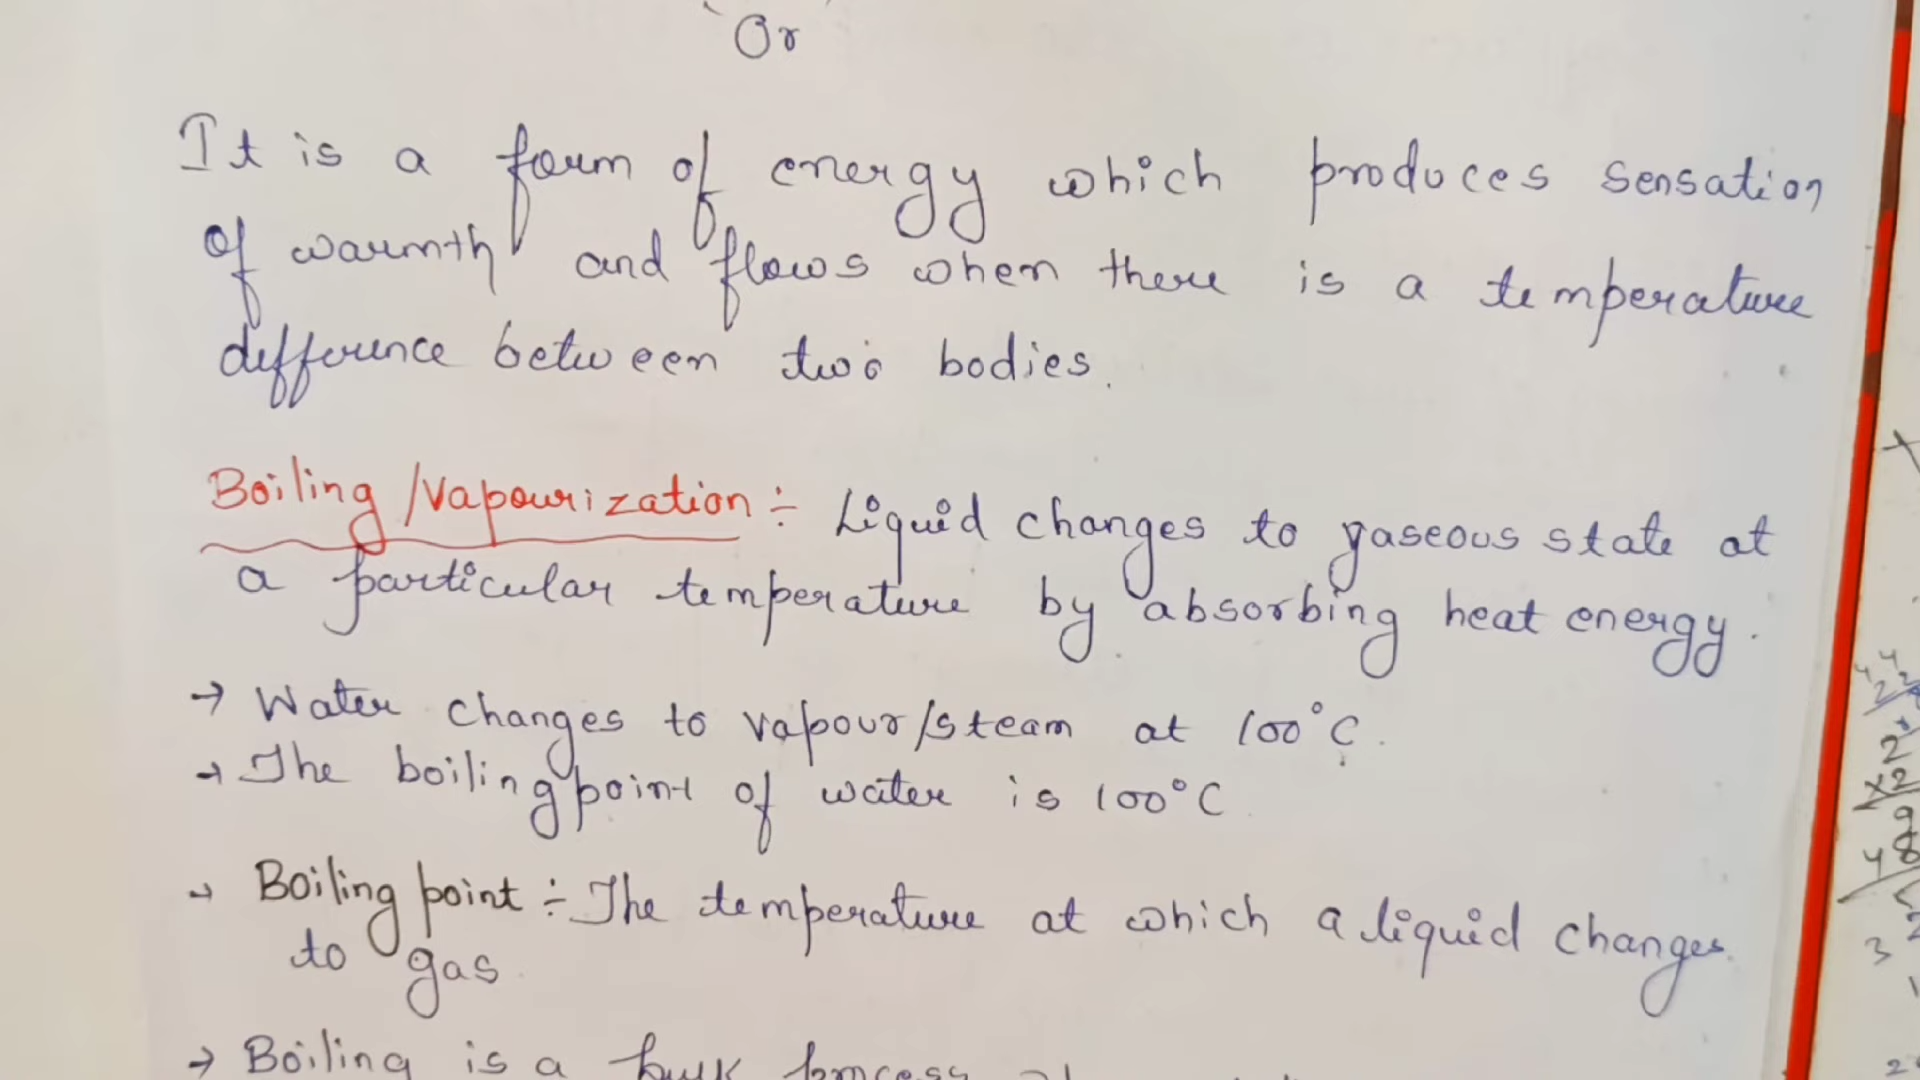 Or
It is a form of energy which produces sensation
of warmth and flows when there is a temperature
difference between two bodies.
Boiling/Vapourization ÷ Liquid changes to gaseous state at
a particular temperature by absorbing heat energy.
→ Water changes to vapour/steam at 100°C.
→ The boiling point of water is 100°C
→ Boiling point ÷ The temperature at which a liquid changes
to gas
→ Boiling is a bulk process